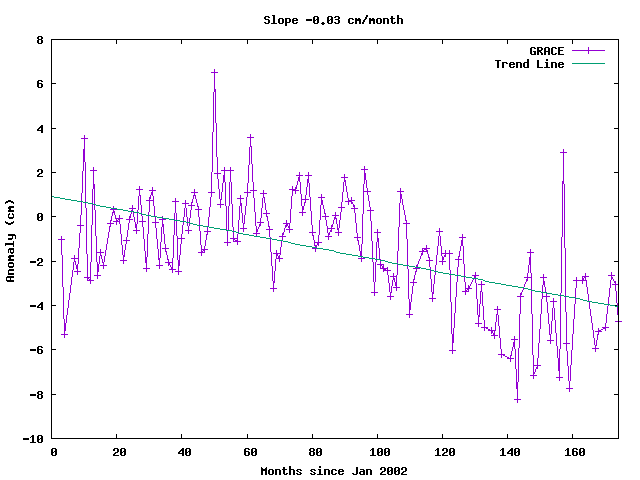 Slope -0.03 cm/month
8
6
4
2
0
-2
-4
-6
-8
-10
Anomaly (cm)
GRACE
Trend Line
0 20 40 60 80 100 120 140 160
Months since Jan 2002